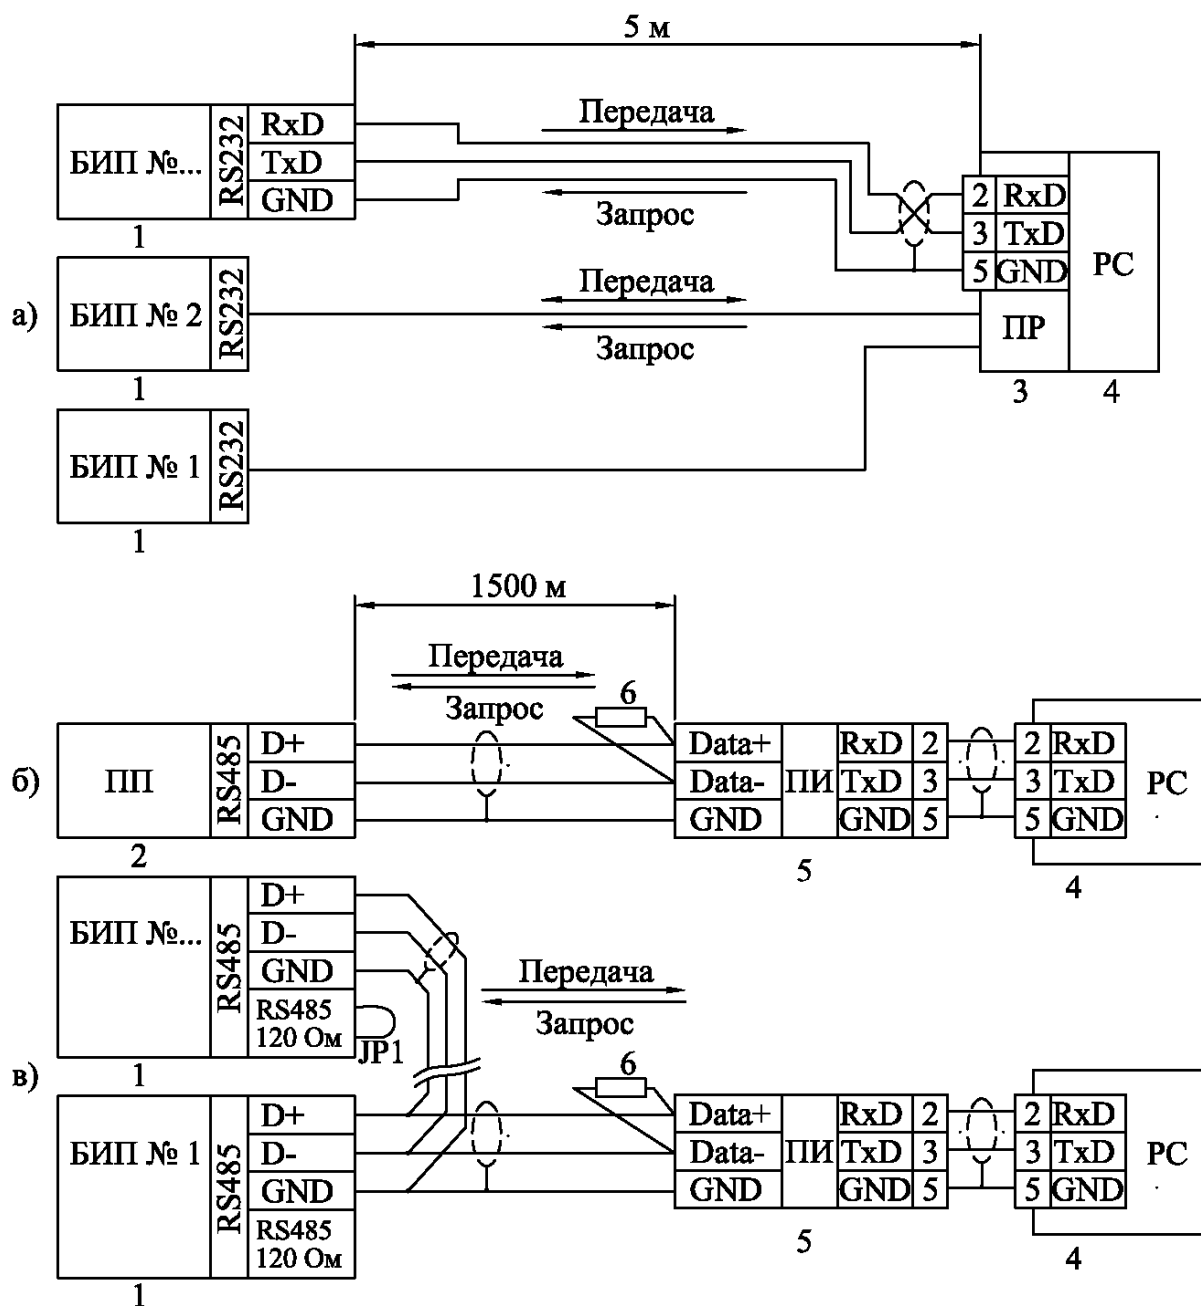 5 м
БИП №...
RS232
RxD
TxD
GND
1
Передача
Запрос
2 RxD
3 TxD
5 GND
PC
ПР
3
4
а)
БИП № 2
RS232
1
Передача
Запрос
БИП № 1
RS232
1
1500 м
Передача
Запрос
6
б)
ПП
RS485
D+
D-
GND
2
Data+
Data-
GND
ПИ
RxD 2
TxD 3
GND 5
5
2 RxD
3 TxD
5 GND
PC
4
в)
БИП №...
RS485
D+
D-
GND
RS485
120 Ом
JP1
1
Передача
Запрос
6
БИП № 1
RS485
D+
D-
GND
RS485
120 Ом
1
Data+
Data-
GND
ПИ
RxD 2
TxD 3
GND 5
5
2 RxD
3 TxD
5 GND
PC
4